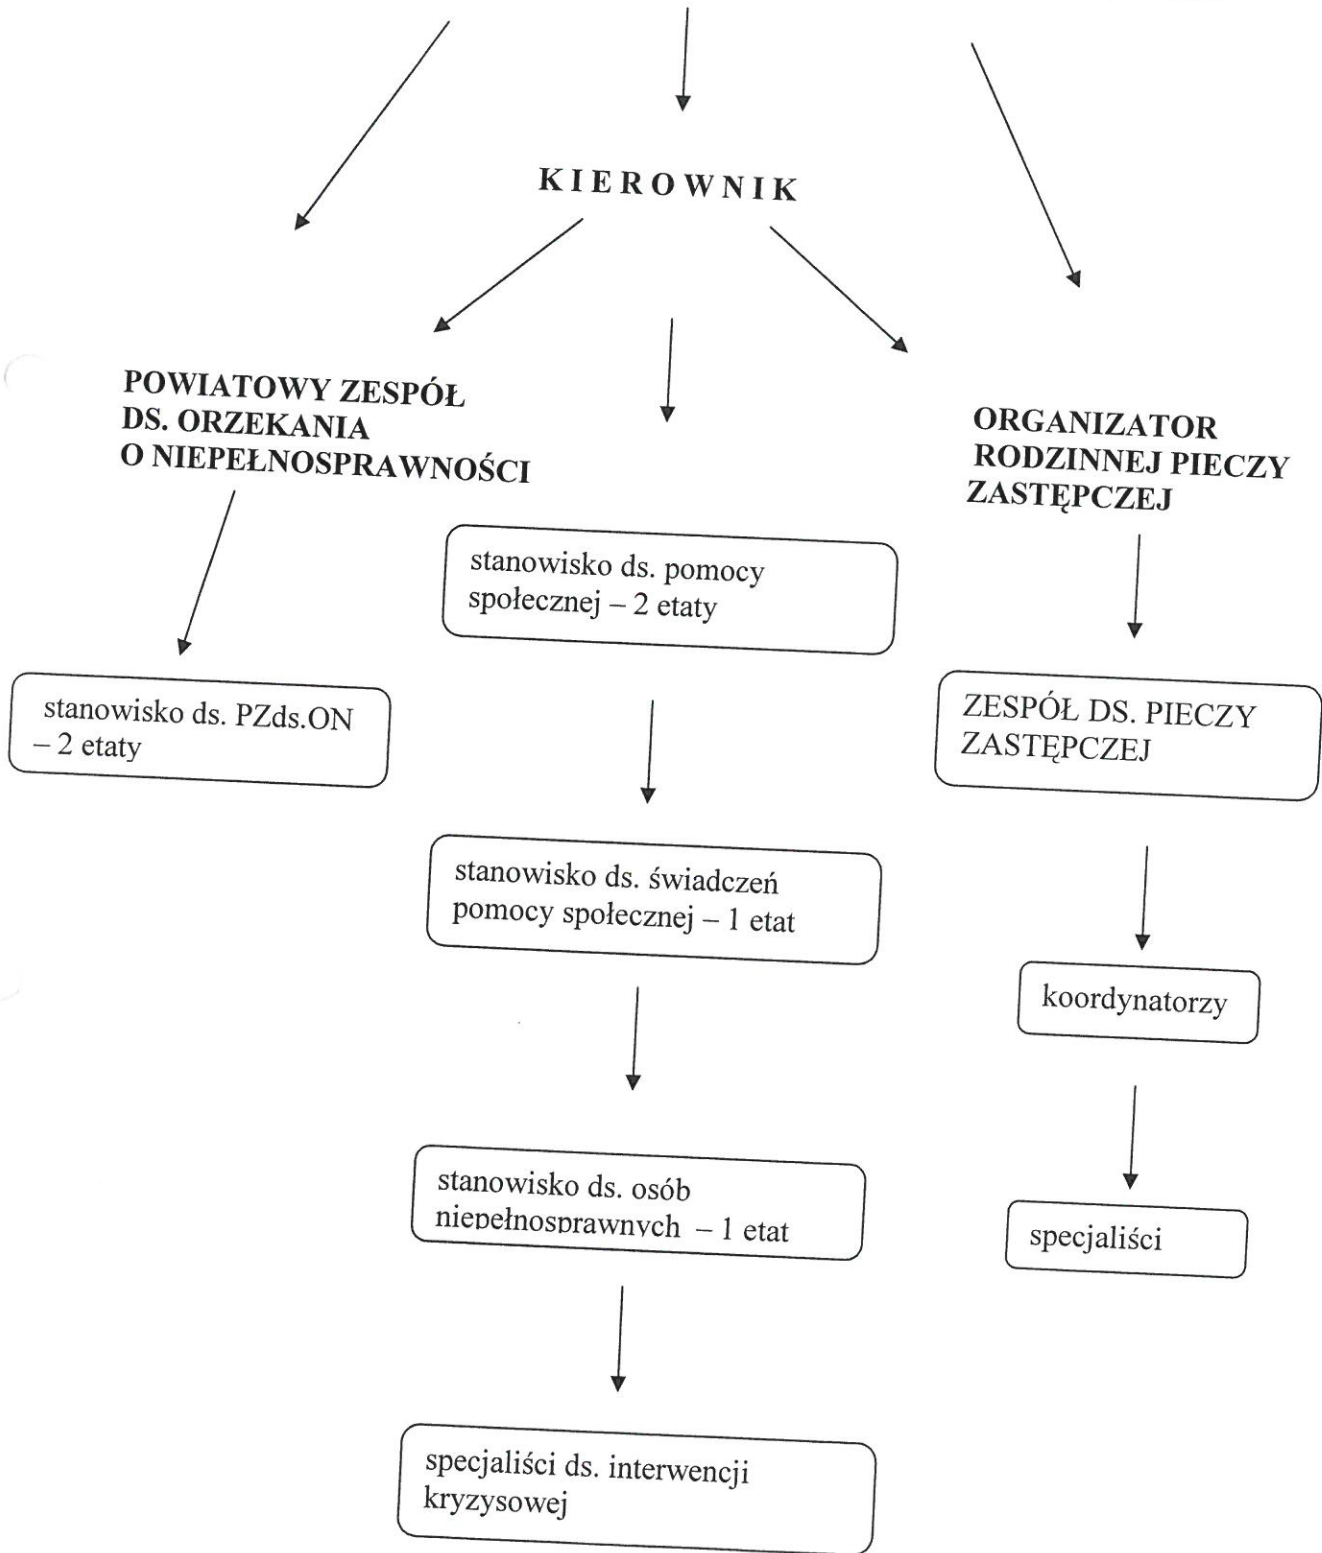 KIEROWNIK
POWIATOWY ZESPÓŁ
DS. ORZEKANIA
O NIEPEŁNOSPRAWNOŚCI
ORGANIZATOR
RODZINNEJ PIECZY
ZASTĘPCZEJ
stanowisko ds. pomocy
społecznej – 2 etaty
stanowisko ds. PZds.ON
– 2 etaty
ZESPÓŁ DS. PIECZY
ZASTĘPCZEJ
stanowisko ds. świadczeń
pomocy społecznej – 1 etat
koordynatorzy
stanowisko ds. osób
niepełnosprawnych – 1 etat
specjaliści
specjaliści ds. interwencji
kryzysowej